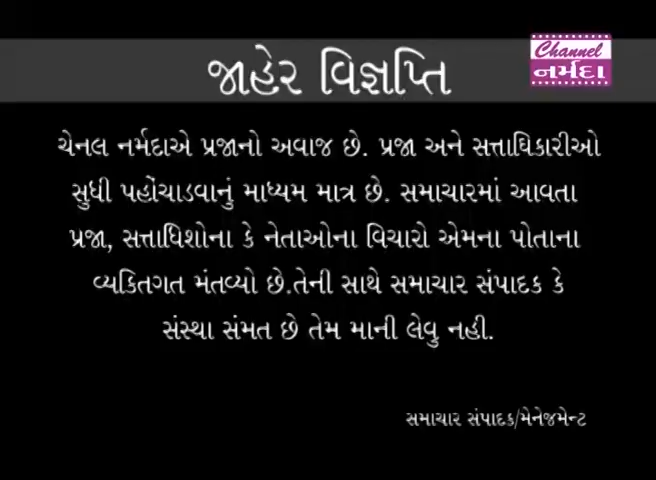 Channel
નર્મદા
જાહેર વિજ્ઞપ્તિ
ચેનલ નર્મદાએ પ્રજાનો અવાજ છે. પ્રજા અને સત્તાધિકારીઓ
સુધી પહોંચાડવાનું માધ્યમ માત્ર છે. સમાચારમાં આવતા
પ્રજા, સત્તાધિશોના કે નેતાઓના વિચારો એમના પોતાના
વ્યકિતગત મંતવ્યો છે.તેની સાથે સમાચાર સંપાદક કે
સંસ્થા સંમત છે તેમ માની લેવુ નહી.
સમાચાર સંપાદક/મેનેજમેન્ટ